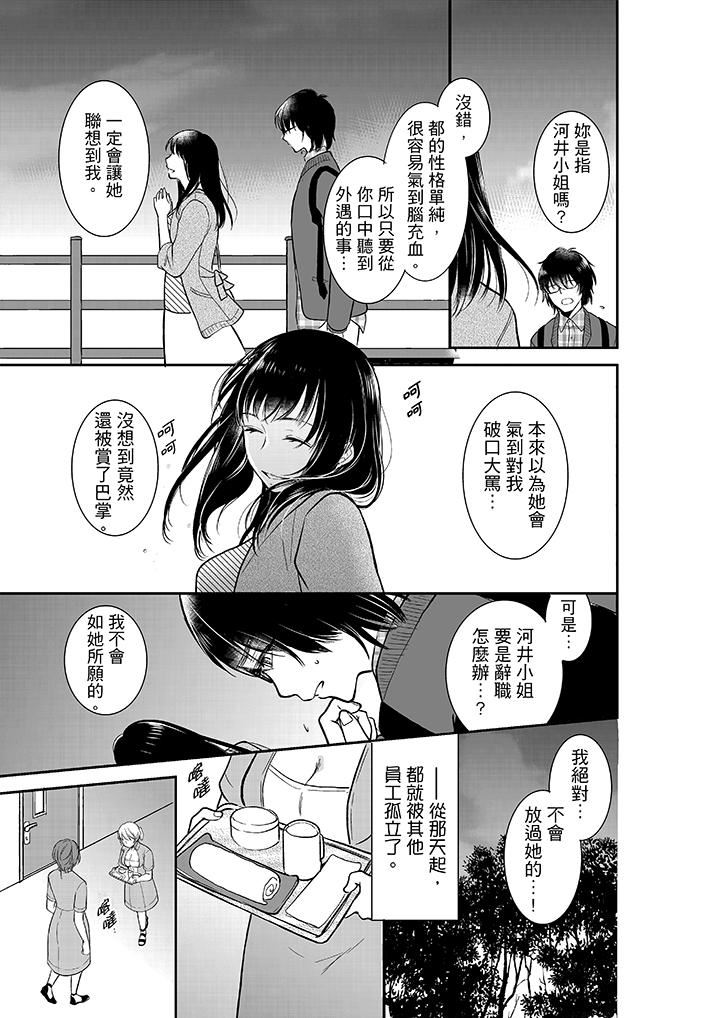 妳是指
河井小姐嗎？
沒錯，
都的性格單純，
很容易氣到腦充血。
所以只要從
你口中聽到
外遇的事…
一定會讓她
聯想到我。
呵
呵
本來以為她會
氣到對我
破口大罵…
呵
呵
沒想到竟然
還被賞了巴掌。
可是…
河井小姐
要是辭職
怎麼辦…？
我不會
如她所願的。
我絕對…
不會
放過她的…！
——從那天起，
都就被其他
員工孤立了。
喀噠
喀噠